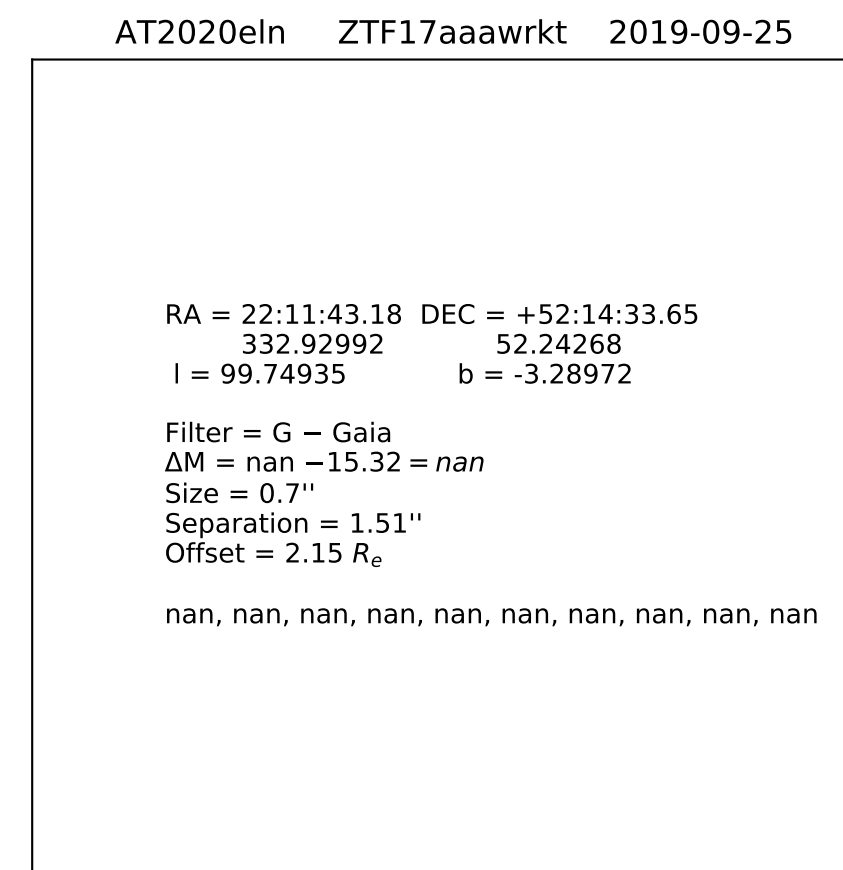 AT2020eln ZTF17aaawrkt 2019-09-25
RA = 22:11:43.18 DEC = +52:14:33.65
332.92992 52.24268
l = 99.74935 b = -3.28972
Filter = G − Gaia
ΔM = nan −15.32 = nan
Size = 0.7''
Separation = 1.51''
Offset = 2.15 Rₑ
nan, nan, nan, nan, nan, nan, nan, nan, nan, nan